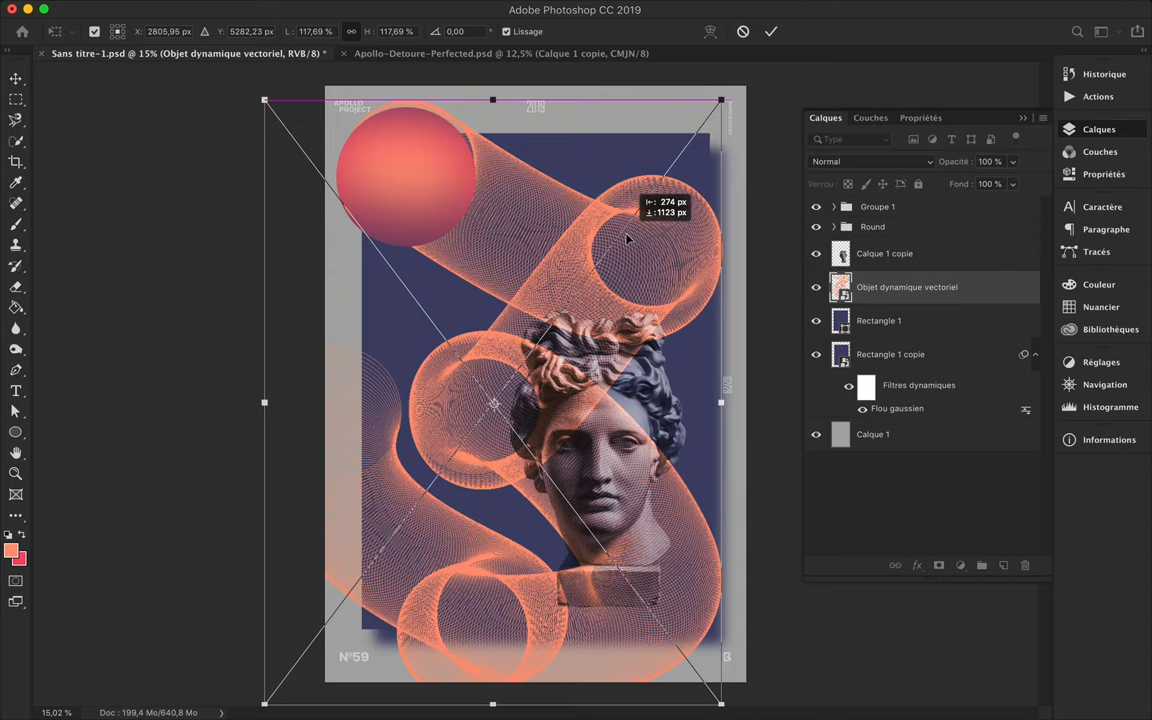 Adobe Photoshop CC 2019
X: 2805,95 px Y: 5282,23 px L: 117,69 % H: 117,69 % 0,00 ° Lissage
× Sans titre-1.psd @ 15% (Objet dynamique vectoriel, RVB/8) * × Apollo-Detoure-Perfected.psd @ 12,5% (Calque 1 copie, CMJN/8)
APOLLO
PROJECT
2019
274 px
1123 px
02/28
Nº59
Calques Couches Propriétés
Type
Normal Opacité : 100 %
Verrou : Fond : 100 %
Groupe 1
Round
Calque 1 copie
Objet dynamique vectoriel
Rectangle 1
Rectangle 1 copie
Filtres dynamiques
Flou gaussien
Calque 1
fx
Historique
Actions
Calques
Couches
Propriétés
Caractère
Paragraphe
Tracés
Couleur
Nuancier
Bibliothèques
Réglages
Navigation
Histogramme
Informations
15,02 % Doc : 199,4 Mo/640,8 Mo